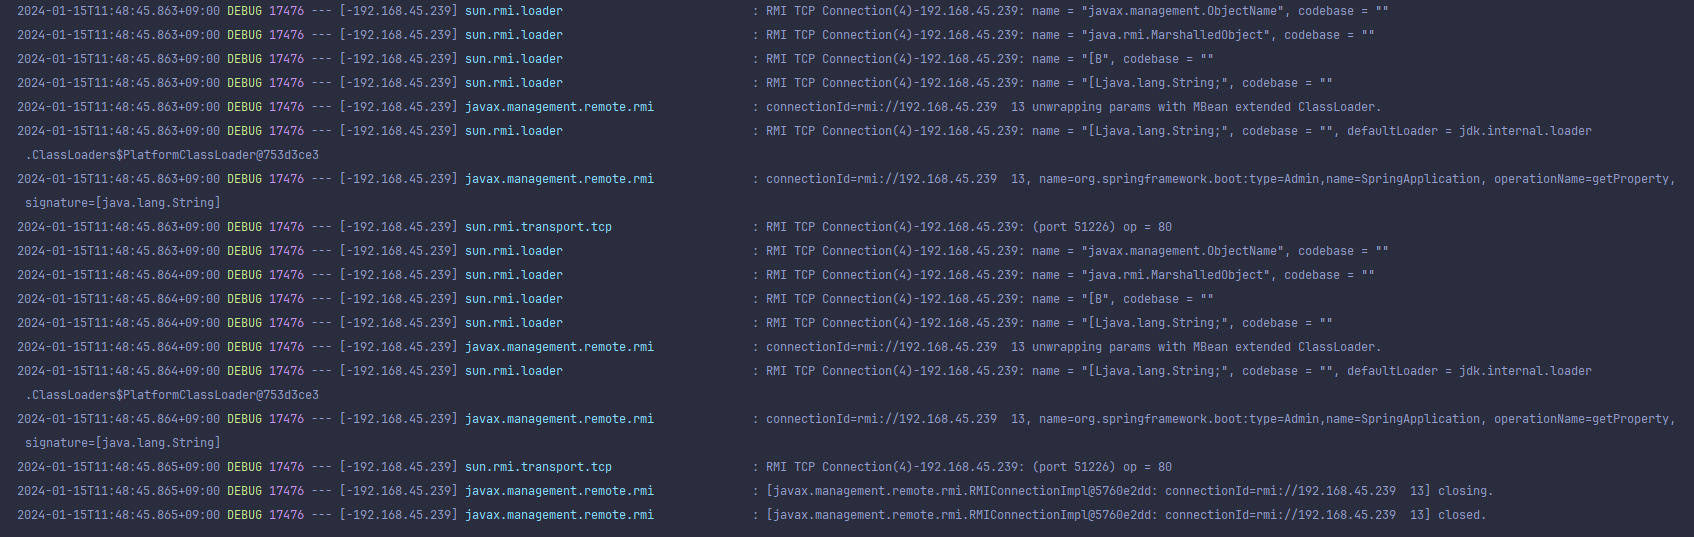 2024-01-15T11:48:45.863+09:00 DEBUG 17476 --- [-192.168.45.239] sun.rmi.loader : RMI TCP Connection(4)-192.168.45.239: name = "javax.management.ObjectName", codebase = ""
2024-01-15T11:48:45.863+09:00 DEBUG 17476 --- [-192.168.45.239] sun.rmi.loader : RMI TCP Connection(4)-192.168.45.239: name = "java.rmi.MarshalledObject", codebase = ""
2024-01-15T11:48:45.863+09:00 DEBUG 17476 --- [-192.168.45.239] sun.rmi.loader : RMI TCP Connection(4)-192.168.45.239: name = "[B", codebase = ""
2024-01-15T11:48:45.863+09:00 DEBUG 17476 --- [-192.168.45.239] sun.rmi.loader : RMI TCP Connection(4)-192.168.45.239: name = "[Ljava.lang.String;", codebase = ""
2024-01-15T11:48:45.863+09:00 DEBUG 17476 --- [-192.168.45.239] javax.management.remote.rmi : connectionId=rmi://192.168.45.239  13 unwrapping params with MBean extended ClassLoader.
2024-01-15T11:48:45.863+09:00 DEBUG 17476 --- [-192.168.45.239] sun.rmi.loader : RMI TCP Connection(4)-192.168.45.239: name = "[Ljava.lang.String;", codebase = "", defaultLoader = jdk.internal.loader
.ClassLoaders$PlatformClassLoader@753d3ce3
2024-01-15T11:48:45.863+09:00 DEBUG 17476 --- [-192.168.45.239] javax.management.remote.rmi : connectionId=rmi://192.168.45.239  13, name=org.springframework.boot:type=Admin,name=SpringApplication, operationName=getProperty,
signature=[java.lang.String]
2024-01-15T11:48:45.863+09:00 DEBUG 17476 --- [-192.168.45.239] sun.rmi.transport.tcp : RMI TCP Connection(4)-192.168.45.239: (port 51226) op = 80
2024-01-15T11:48:45.863+09:00 DEBUG 17476 --- [-192.168.45.239] sun.rmi.loader : RMI TCP Connection(4)-192.168.45.239: name = "javax.management.ObjectName", codebase = ""
2024-01-15T11:48:45.864+09:00 DEBUG 17476 --- [-192.168.45.239] sun.rmi.loader : RMI TCP Connection(4)-192.168.45.239: name = "java.rmi.MarshalledObject", codebase = ""
2024-01-15T11:48:45.864+09:00 DEBUG 17476 --- [-192.168.45.239] sun.rmi.loader : RMI TCP Connection(4)-192.168.45.239: name = "[B", codebase = ""
2024-01-15T11:48:45.864+09:00 DEBUG 17476 --- [-192.168.45.239] sun.rmi.loader : RMI TCP Connection(4)-192.168.45.239: name = "[Ljava.lang.String;", codebase = ""
2024-01-15T11:48:45.864+09:00 DEBUG 17476 --- [-192.168.45.239] javax.management.remote.rmi : connectionId=rmi://192.168.45.239  13 unwrapping params with MBean extended ClassLoader.
2024-01-15T11:48:45.864+09:00 DEBUG 17476 --- [-192.168.45.239] sun.rmi.loader : RMI TCP Connection(4)-192.168.45.239: name = "[Ljava.lang.String;", codebase = "", defaultLoader = jdk.internal.loader
.ClassLoaders$PlatformClassLoader@753d3ce3
2024-01-15T11:48:45.864+09:00 DEBUG 17476 --- [-192.168.45.239] javax.management.remote.rmi : connectionId=rmi://192.168.45.239  13, name=org.springframework.boot:type=Admin,name=SpringApplication, operationName=getProperty,
signature=[java.lang.String]
2024-01-15T11:48:45.865+09:00 DEBUG 17476 --- [-192.168.45.239] sun.rmi.transport.tcp : RMI TCP Connection(4)-192.168.45.239: (port 51226) op = 80
2024-01-15T11:48:45.865+09:00 DEBUG 17476 --- [-192.168.45.239] javax.management.remote.rmi : [javax.management.remote.rmi.RMIConnectionImpl@5760e2dd: connectionId=rmi://192.168.45.239  13] closing.
2024-01-15T11:48:45.865+09:00 DEBUG 17476 --- [-192.168.45.239] javax.management.remote.rmi : [javax.management.remote.rmi.RMIConnectionImpl@5760e2dd: connectionId=rmi://192.168.45.239  13] closed.